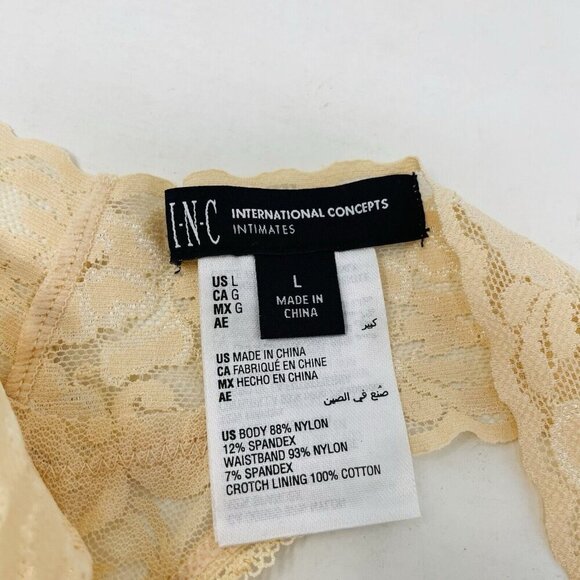 I·N·C INTERNATIONAL CONCEPTS
INTIMATES
L
MADE IN
CHINA
US L
CA G
MX G
AE كبير
US MADE IN CHINA
CA FABRIQUÉ EN CHINE
MX HECHO EN CHINA
AE صُنع في الصين
US BODY 88% NYLON
12% SPANDEX
WAISTBAND 93% NYLON
7% SPANDEX
CROTCH LINING 100% COTTON